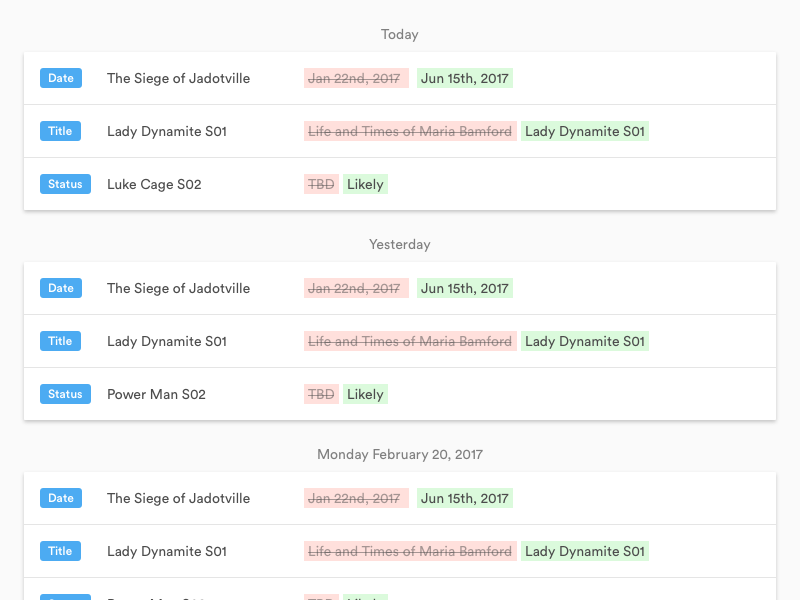 Today
Date The Siege of Jadotville Jan 22nd, 2017 Jun 15th, 2017
Title Lady Dynamite S01 Life and Times of Maria Bamford Lady Dynamite S01
Status Luke Cage S02 TBD Likely
Yesterday
Date The Siege of Jadotville Jan 22nd, 2017 Jun 15th, 2017
Title Lady Dynamite S01 Life and Times of Maria Bamford Lady Dynamite S01
Status Power Man S02 TBD Likely
Monday February 20, 2017
Date The Siege of Jadotville Jan 22nd, 2017 Jun 15th, 2017
Title Lady Dynamite S01 Life and Times of Maria Bamford Lady Dynamite S01